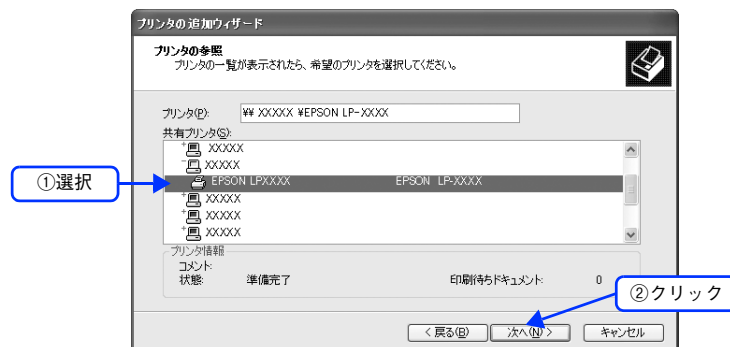 プリンタの追加ウィザード
プリンタの参照
プリンタの一覧が表示されたら、希望のプリンタを選択してください。
プリンタ(P): ¥¥ XXXXX ¥EPSON LP-XXXX
共有プリンタ(S):
XXXXX
XXXXX
①選択
EPSON LPXXXX EPSON LP-XXXX
XXXXX
XXXXX
XXXXX
プリンタ情報
コメント:
状態: 準備完了 印刷待ちドキュメント: 0
②クリック
< 戻る(B) 次へ(N) > キャンセル